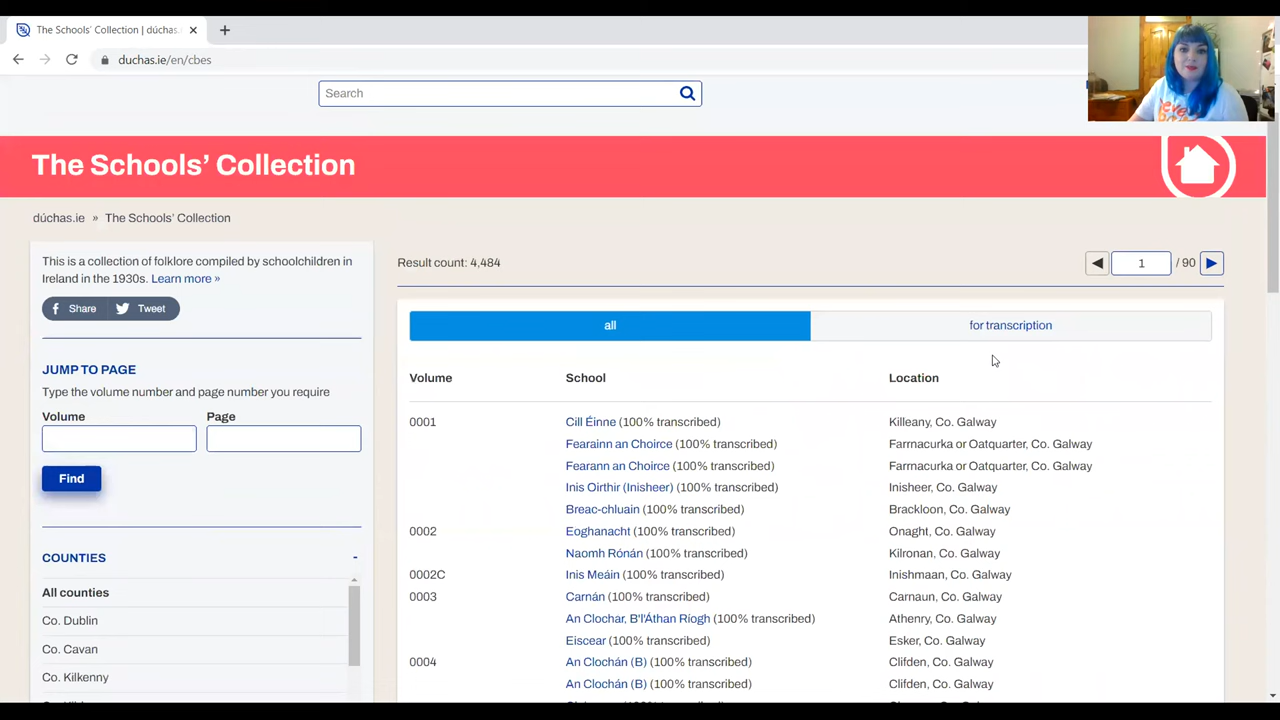 The Schools' Collection | dúchas.
duchas.ie/en/cbes
Search
The Schools' Collection
dúchas.ie » The Schools' Collection
This is a collection of folklore compiled by schoolchildren in
Ireland in the 1930s. Learn more »
Share Tweet
JUMP TO PAGE
Type the volume number and page number you require
Volume Page
Find
COUNTIES -
All counties
Co. Dublin
Co. Cavan
Co. Kilkenny
Result count: 4,484
1 / 90
all for transcription
Volume School Location
0001 Cill Éinne (100% transcribed) Killeany, Co. Galway
Fearainn an Choirce (100% transcribed) Farmacurka or Oatquarter, Co. Galway
Fearann an Choirce (100% transcribed) Farmacurka or Oatquarter, Co. Galway
Inis Oirthir (Inisheer) (100% transcribed) Inisheer, Co. Galway
Breac-chluain (100% transcribed) Brackloon, Co. Galway
0002 Eoghanacht (100% transcribed) Onaght, Co. Galway
Naomh Rónán (100% transcribed) Kilronan, Co. Galway
0002C Inis Meáin (100% transcribed) Inishmaan, Co. Galway
0003 Carnán (100% transcribed) Carnaun, Co. Galway
An Clochar, B'l'Áthan Ríogh (100% transcribed) Athenry, Co. Galway
Eiscear (100% transcribed) Esker, Co. Galway
0004 An Clochán (B) (100% transcribed) Clifden, Co. Galway
An Clochán (B) (100% transcribed) Clifden, Co. Galway